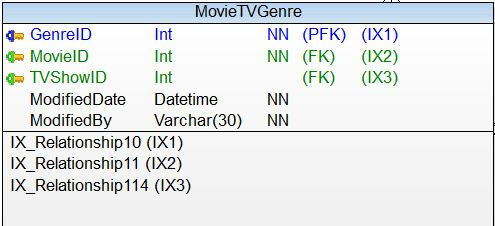 MovieTVGenre
GenreID Int NN (PFK) (IX1)
MovieID Int NN (FK) (IX2)
TVShowID Int (FK) (IX3)
ModifiedDate Datetime NN
ModifiedBy Varchar(30) NN
IX_Relationship10 (IX1)
IX_Relationship11 (IX2)
IX_Relationship114 (IX3)